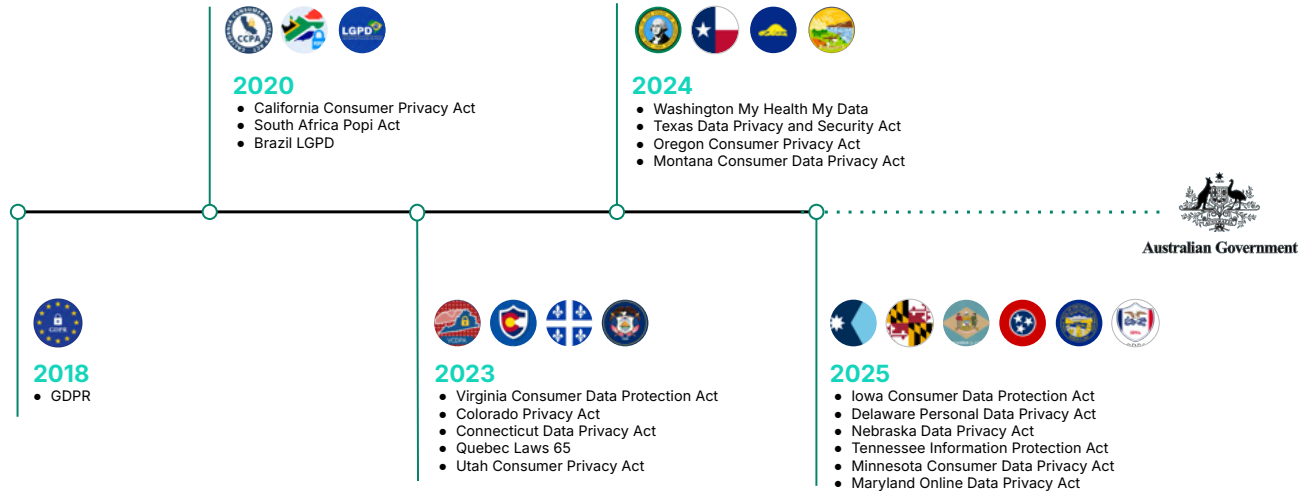 CCPA
LGPD
2020
● California Consumer Privacy Act
● South Africa Popi Act
● Brazil LGPD
2024
● Washington My Health My Data
● Texas Data Privacy and Security Act
● Oregon Consumer Privacy Act
● Montana Consumer Data Privacy Act
Australian Government
GDPR
2018
● GDPR
VCDPA
2023
● Virginia Consumer Data Protection Act
● Colorado Privacy Act
● Connecticut Data Privacy Act
● Quebec Laws 65
● Utah Consumer Privacy Act
2025
● Iowa Consumer Data Protection Act
● Delaware Personal Data Privacy Act
● Nebraska Data Privacy Act
● Tennessee Information Protection Act
● Minnesota Consumer Data Privacy Act
● Maryland Online Data Privacy Act